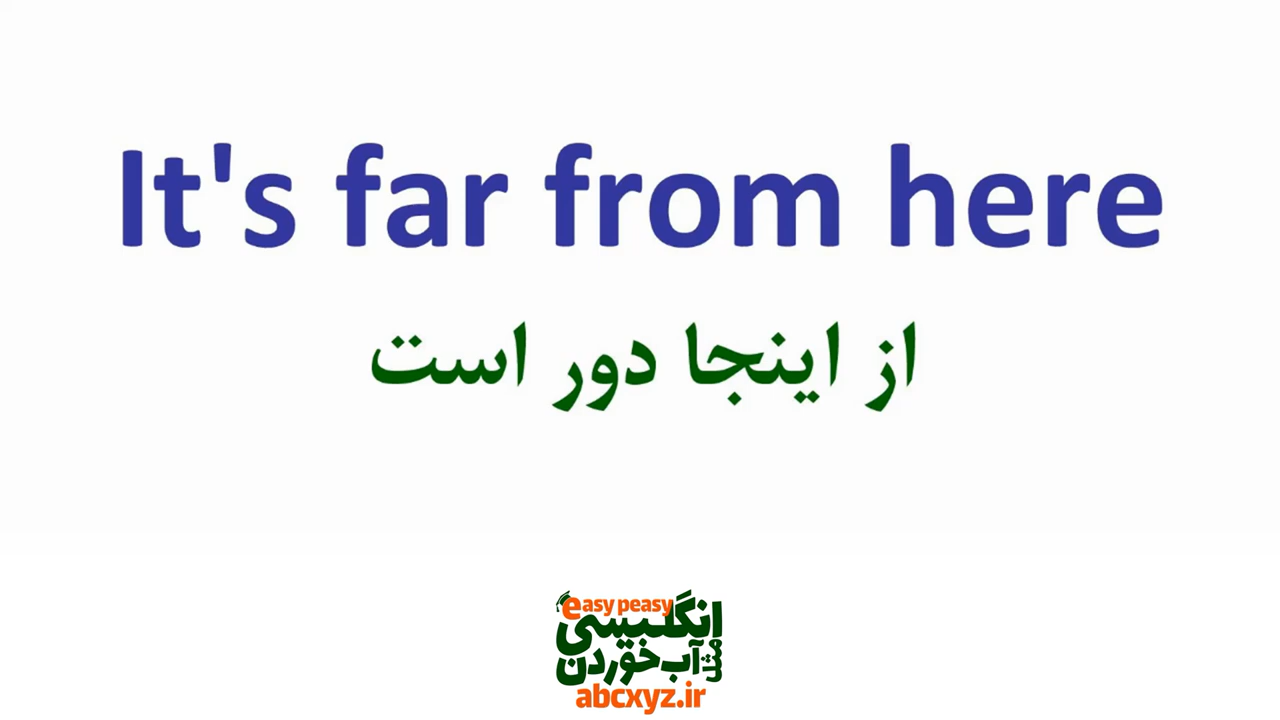 It's far from here
از اینجا دور است
easy peasy
انگلیسی
مثل آب خوردن
abcxyz.ir